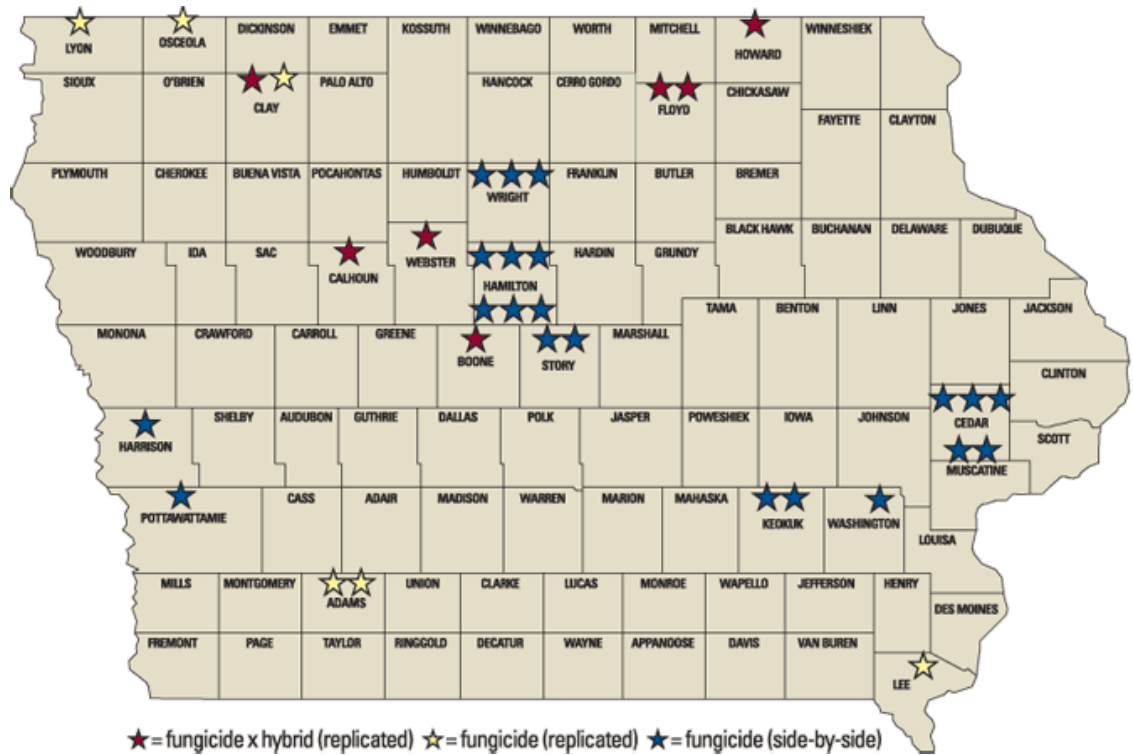 LYON
OSCEOLA
DICKINSON
EMMET
KOSSUTH
WINNEBAGO
WORTH
MITCHELL
HOWARD
WINNESHIEK
SIOUX
O'BRIEN
CLAY
PALO ALTO
HANCOCK
CERRO GORDO
FLOYD
CHICKASAW
FAYETTE
CLAYTON
PLYMOUTH
CHEROKEE
BUENA VISTA
POCAHONTAS
HUMBOLDT
WRIGHT
FRANKLIN
BUTLER
BREMER
BLACK HAWK
BUCHANAN
DELAWARE
DUBUQUE
WOODBURY
IDA
SAC
CALHOUN
WEBSTER
HAMILTON
HARDIN
GRUNDY
TAMA
BENTON
LINN
JONES
JACKSON
MONONA
CRAWFORD
CARROLL
GREENE
BOONE
STORY
MARSHALL
CLINTON
HARRISON
SHELBY
AUDUBON
GUTHRIE
DALLAS
POLK
JASPER
POWESHIEK
IOWA
JOHNSON
CEDAR
SCOTT
MUSCATINE
POTTAWATTAMIE
CASS
ADAIR
MADISON
WARREN
MARION
MAHASKA
KEOKUK
WASHINGTON
LOUISA
MILLS
MONTGOMERY
ADAMS
UNION
CLARKE
LUCAS
MONROE
WAPELLO
JEFFERSON
HENRY
DES MOINES
FREMONT
PAGE
TAYLOR
RINGGOLD
DECATUR
WAYNE
APPANOOSE
DAVIS
VAN BUREN
LEE
= fungicide x hybrid (replicated) = fungicide (replicated) = fungicide (side-by-side)